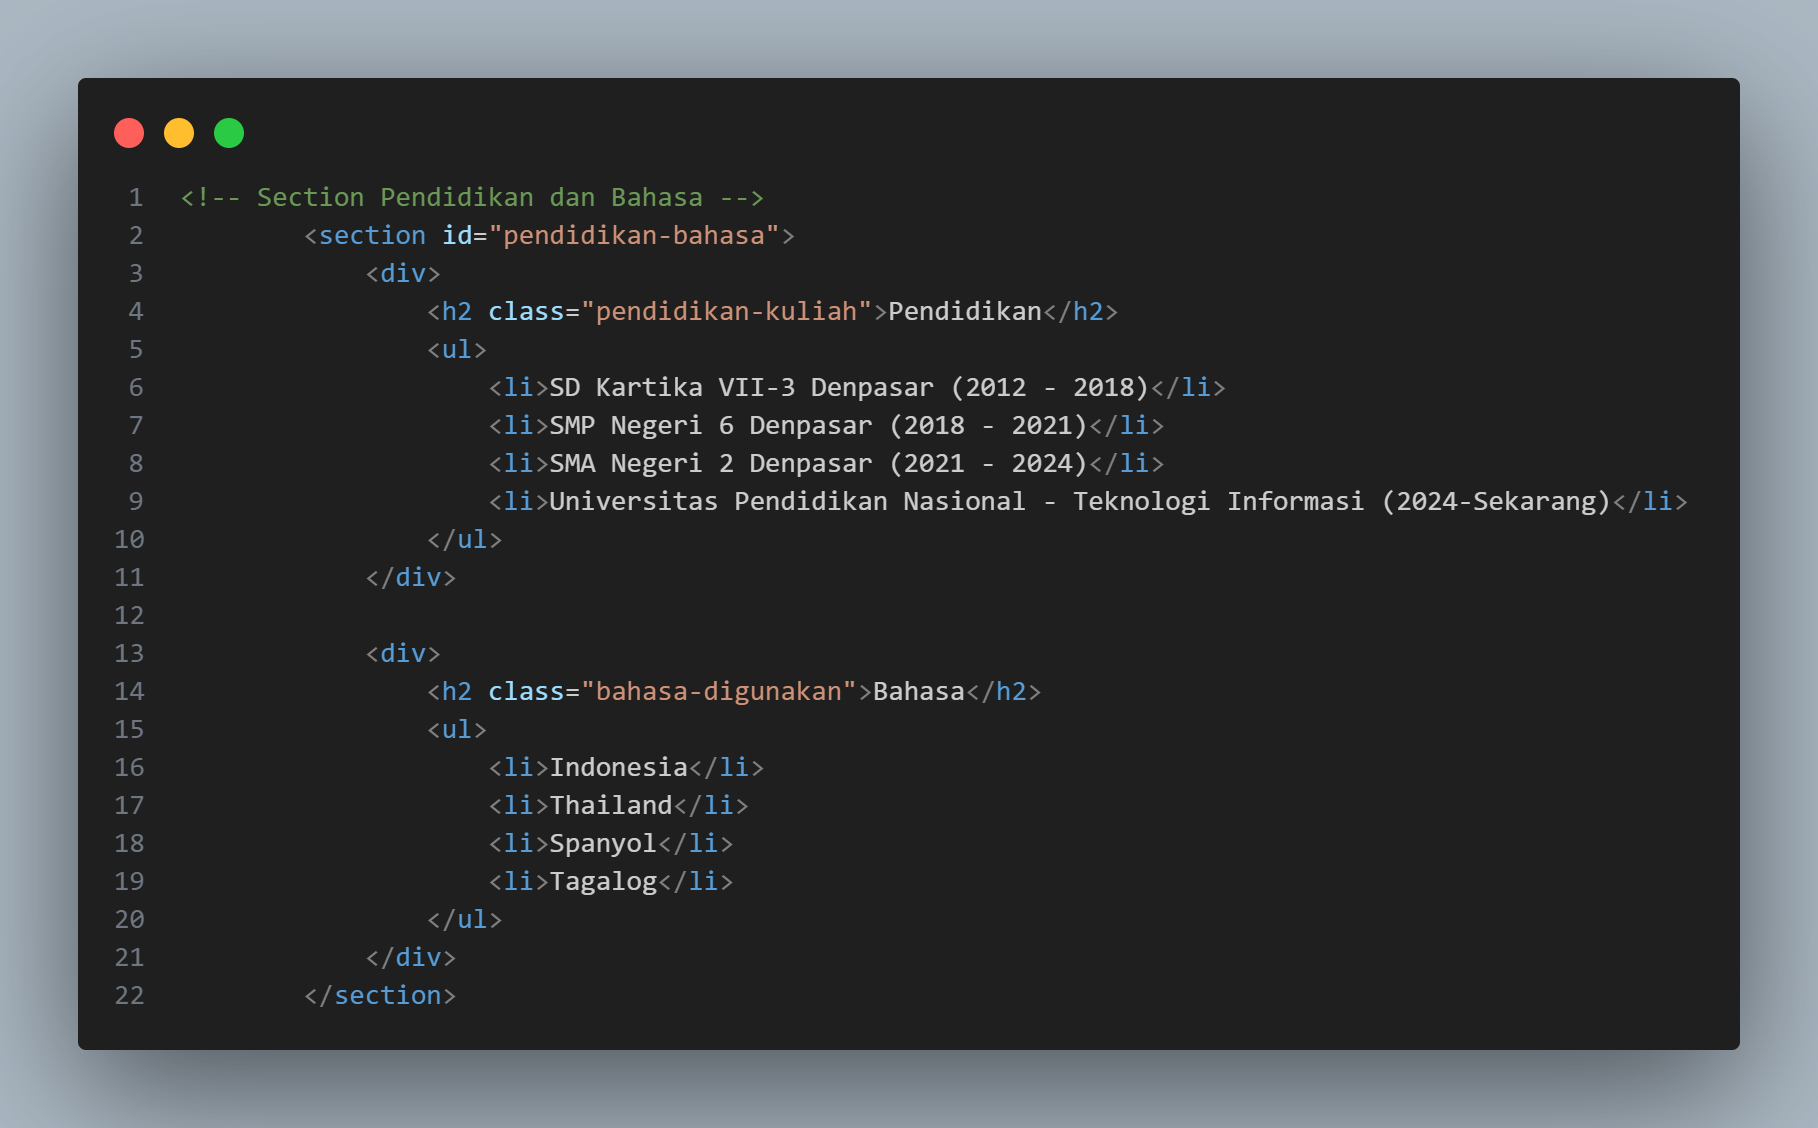 1 <!-- Section Pendidikan dan Bahasa -->
2         <section id="pendidikan-bahasa">
3             <div>
4                 <h2 class="pendidikan-kuliah">Pendidikan</h2>
5                 <ul>
6                     <li>SD Kartika VII-3 Denpasar (2012 - 2018)</li>
7                     <li>SMP Negeri 6 Denpasar (2018 - 2021)</li>
8                     <li>SMA Negeri 2 Denpasar (2021 - 2024)</li>
9                     <li>Universitas Pendidikan Nasional - Teknologi Informasi (2024-Sekarang)</li>
10                 </ul>
11             </div>
12
13             <div>
14                 <h2 class="bahasa-digunakan">Bahasa</h2>
15                 <ul>
16                     <li>Indonesia</li>
17                     <li>Thailand</li>
18                     <li>Spanyol</li>
19                     <li>Tagalog</li>
20                 </ul>
21             </div>
22         </section>